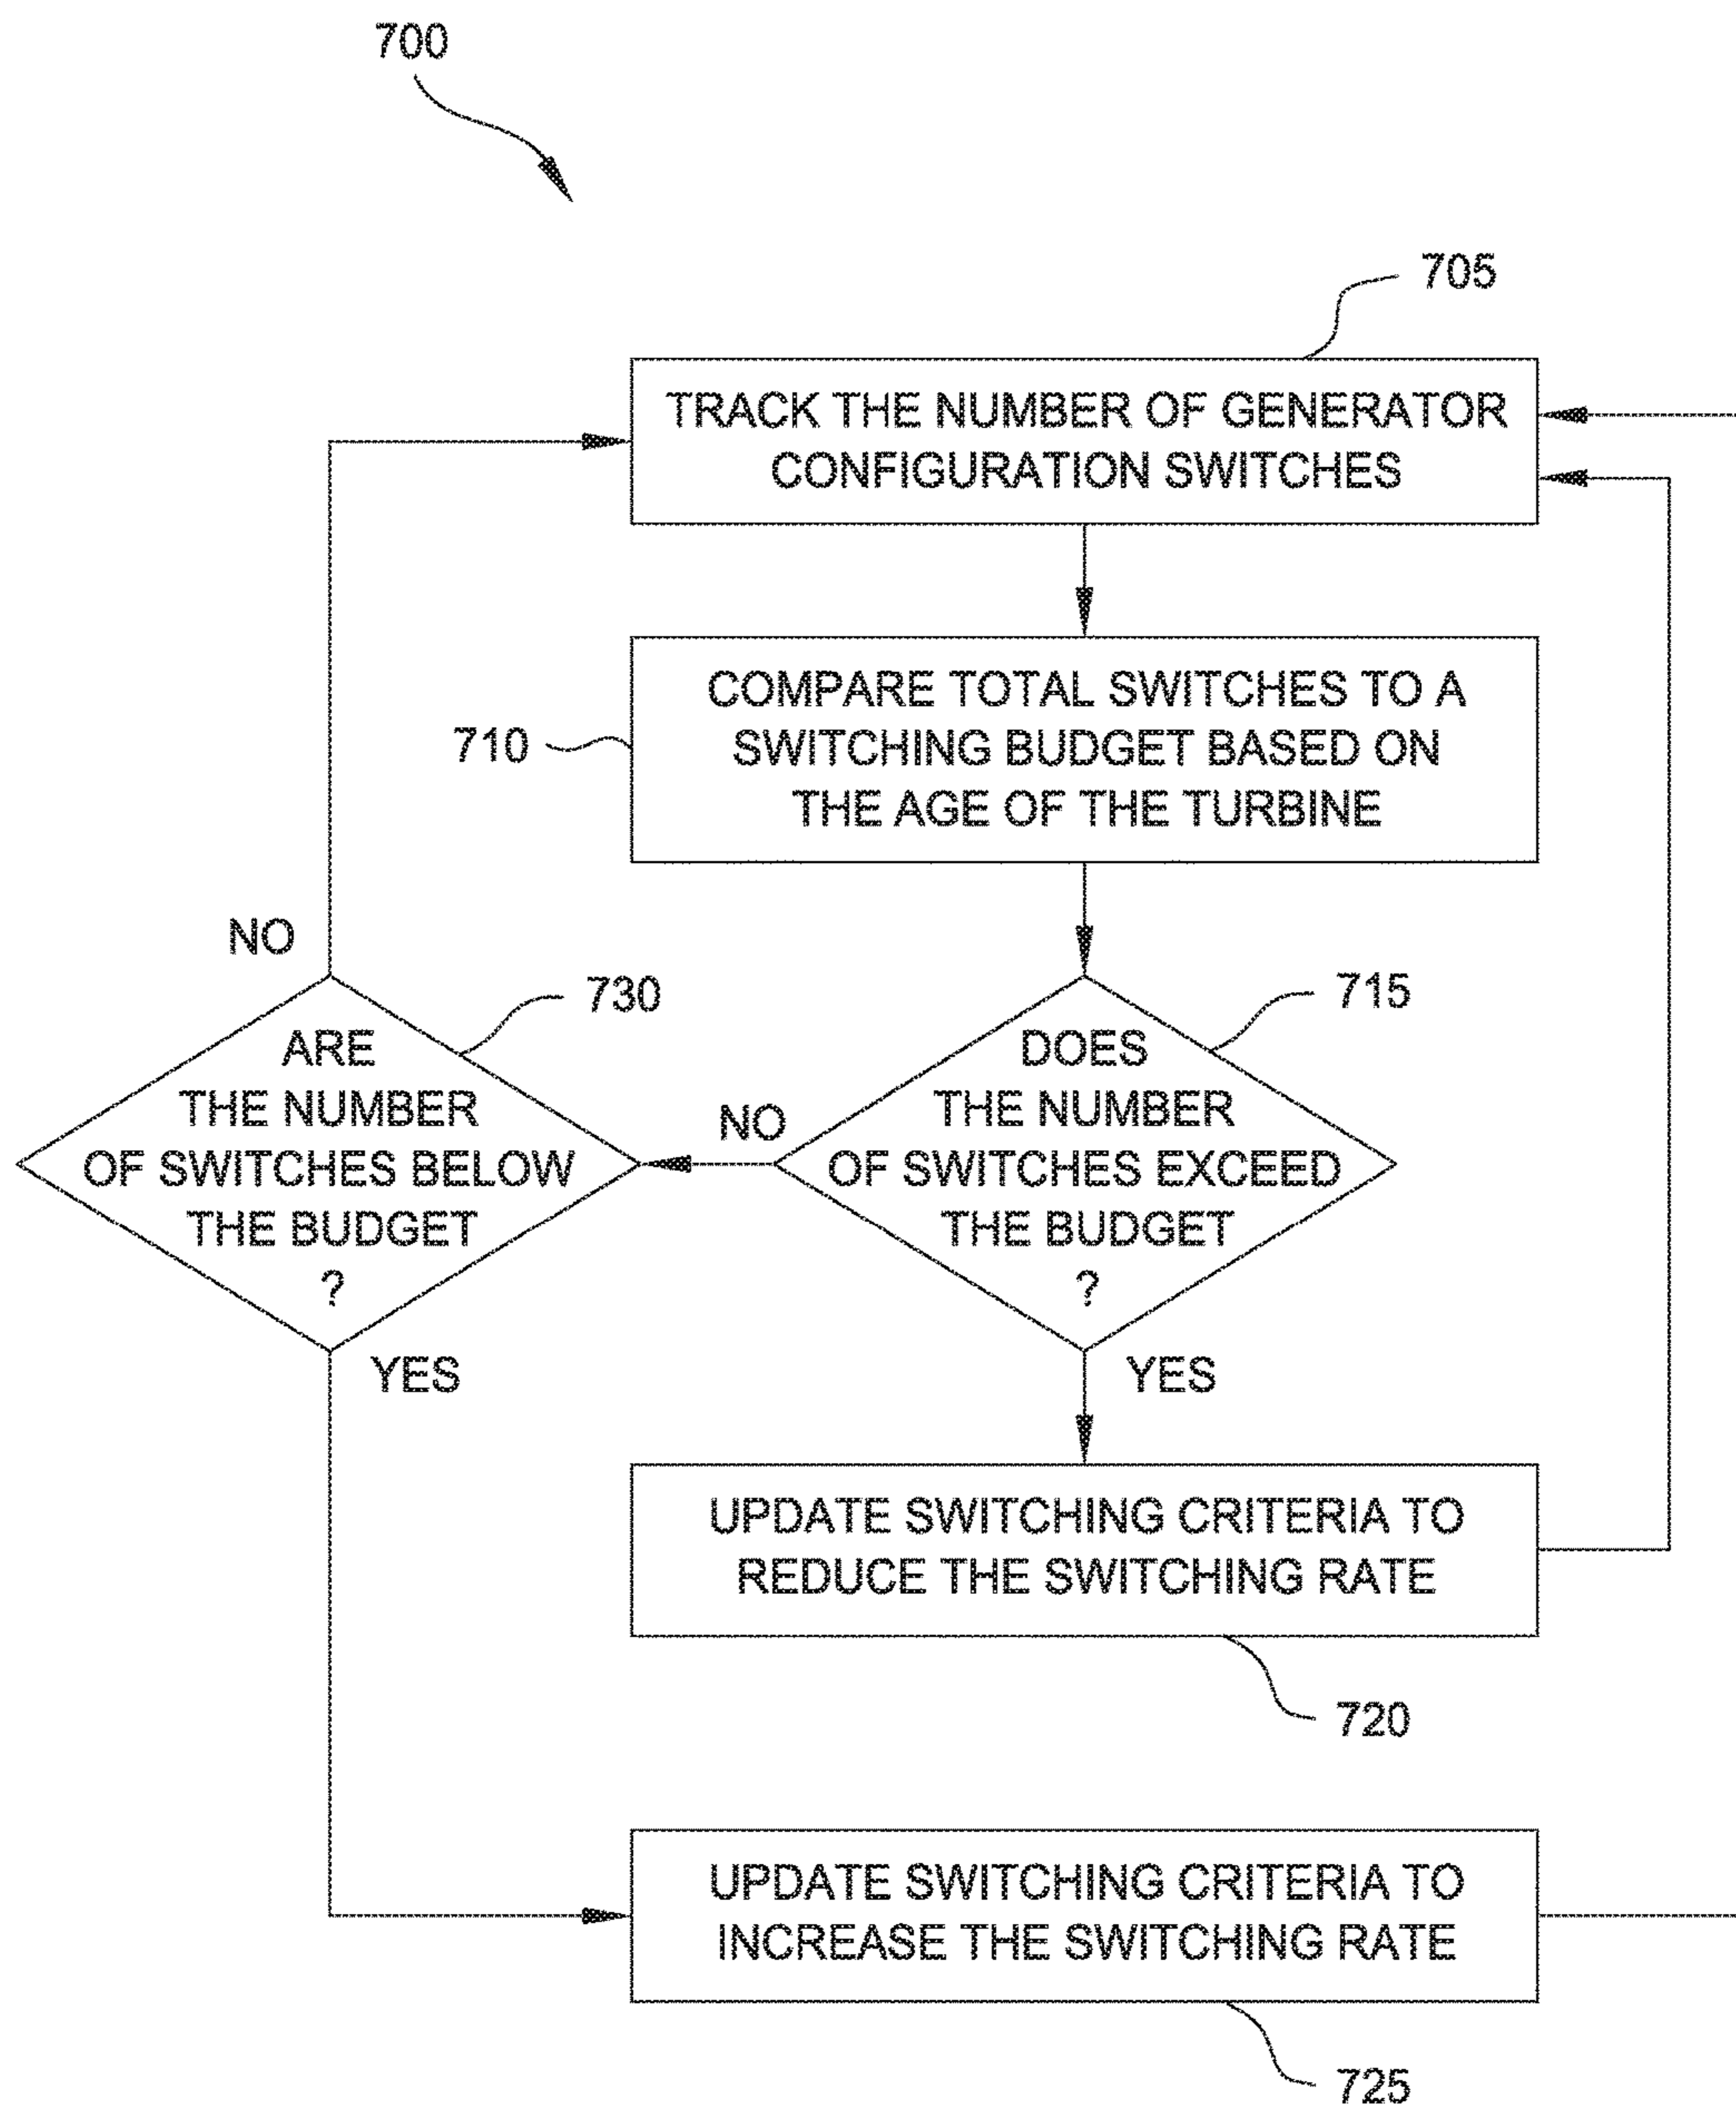 700
705
TRACK THE NUMBER OF GENERATOR
CONFIGURATION SWITCHES
710
COMPARE TOTAL SWITCHES TO A
SWITCHING BUDGET BASED ON
THE AGE OF THE TURBINE
NO
730
ARE
THE NUMBER
OF SWITCHES BELOW
THE BUDGET
?
YES
NO
715
DOES
THE NUMBER
OF SWITCHES EXCEED
THE BUDGET
?
YES
UPDATE SWITCHING CRITERIA TO
REDUCE THE SWITCHING RATE
720
UPDATE SWITCHING CRITERIA TO
INCREASE THE SWITCHING RATE
725